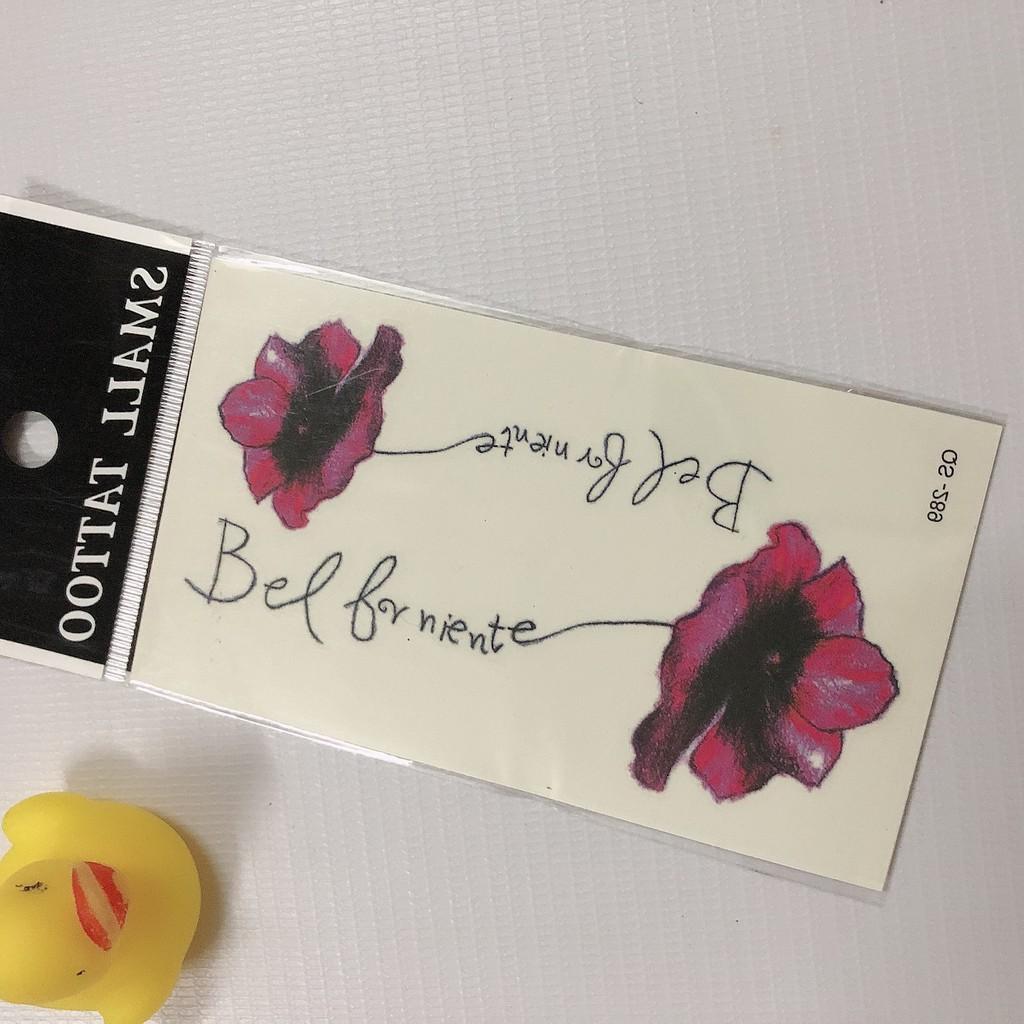 SMALL TATTOO
Bel far niente
Bel far niente
QS-289